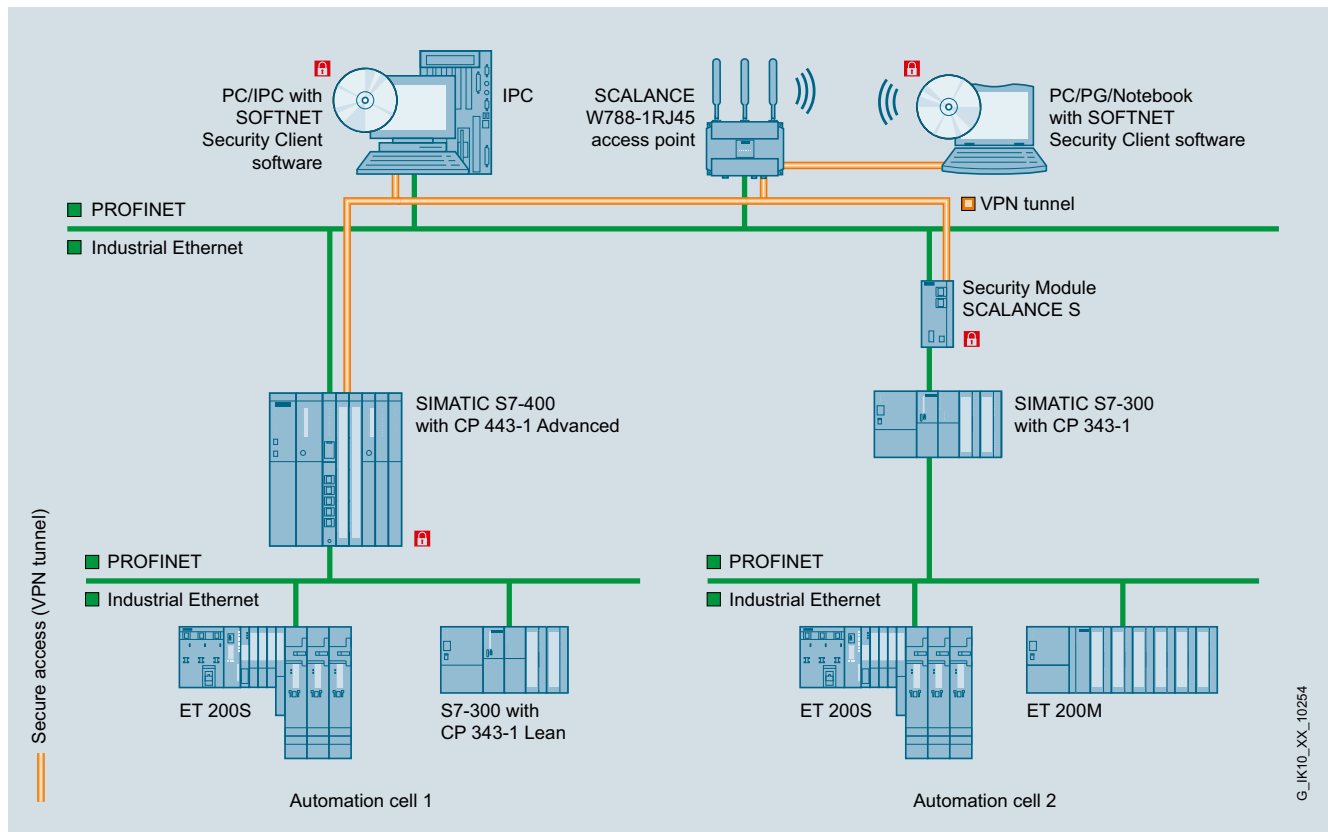 PC/IPC with
SOFTNET
Security Client
software
IPC
SCALANCE
W788-1RJ45
access point
PC/PG/Notebook
with SOFTNET
Security Client software
PROFINET
VPN tunnel
Industrial Ethernet
Security Module
SCALANCE S
SIMATIC S7-400
with CP 443-1 Advanced
SIMATIC S7-300
with CP 343-1
Secure access (VPN tunnel)
PROFINET
Industrial Ethernet
PROFINET
Industrial Ethernet
ET 200S
S7-300 with
CP 343-1 Lean
ET 200S
ET 200M
Automation cell 1
Automation cell 2
G_IK10_XX_10254